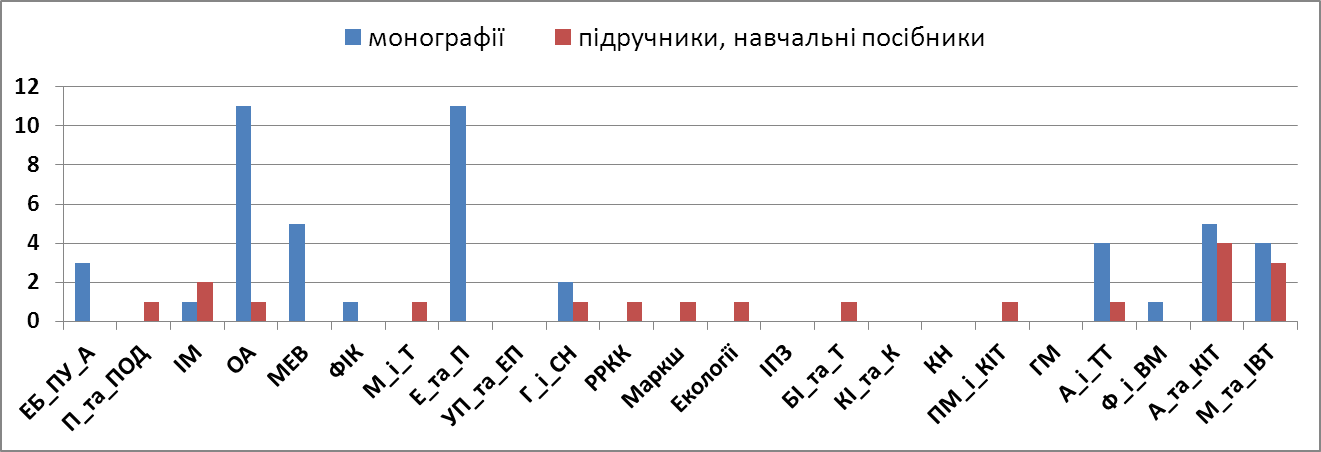 монографії підручники, навчальні посібники
12
10
8
6
4
2
0
ЕБ_ПУ_А
П_та_ПОД
ІМ
ОА
МЕВ
ФІК
М_і_Т
Е_та_П
УП_та_ЕП
Г_і_СН
РРКК
Маркш
Екології
ІПЗ
БІ_та_Т
КІ_та_К
КН
ПМ_і_КІТ
ГМ
А_і_ТТ
Ф_і_ВМ
А_та_КІТ
М_та_ІВТ